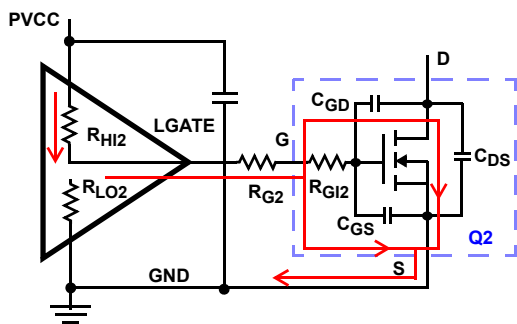 PVCC
D
CGD
RHI2
LGATE
G
CDS
RLO2
RG2
RGI2
CGS
Q2
GND
S